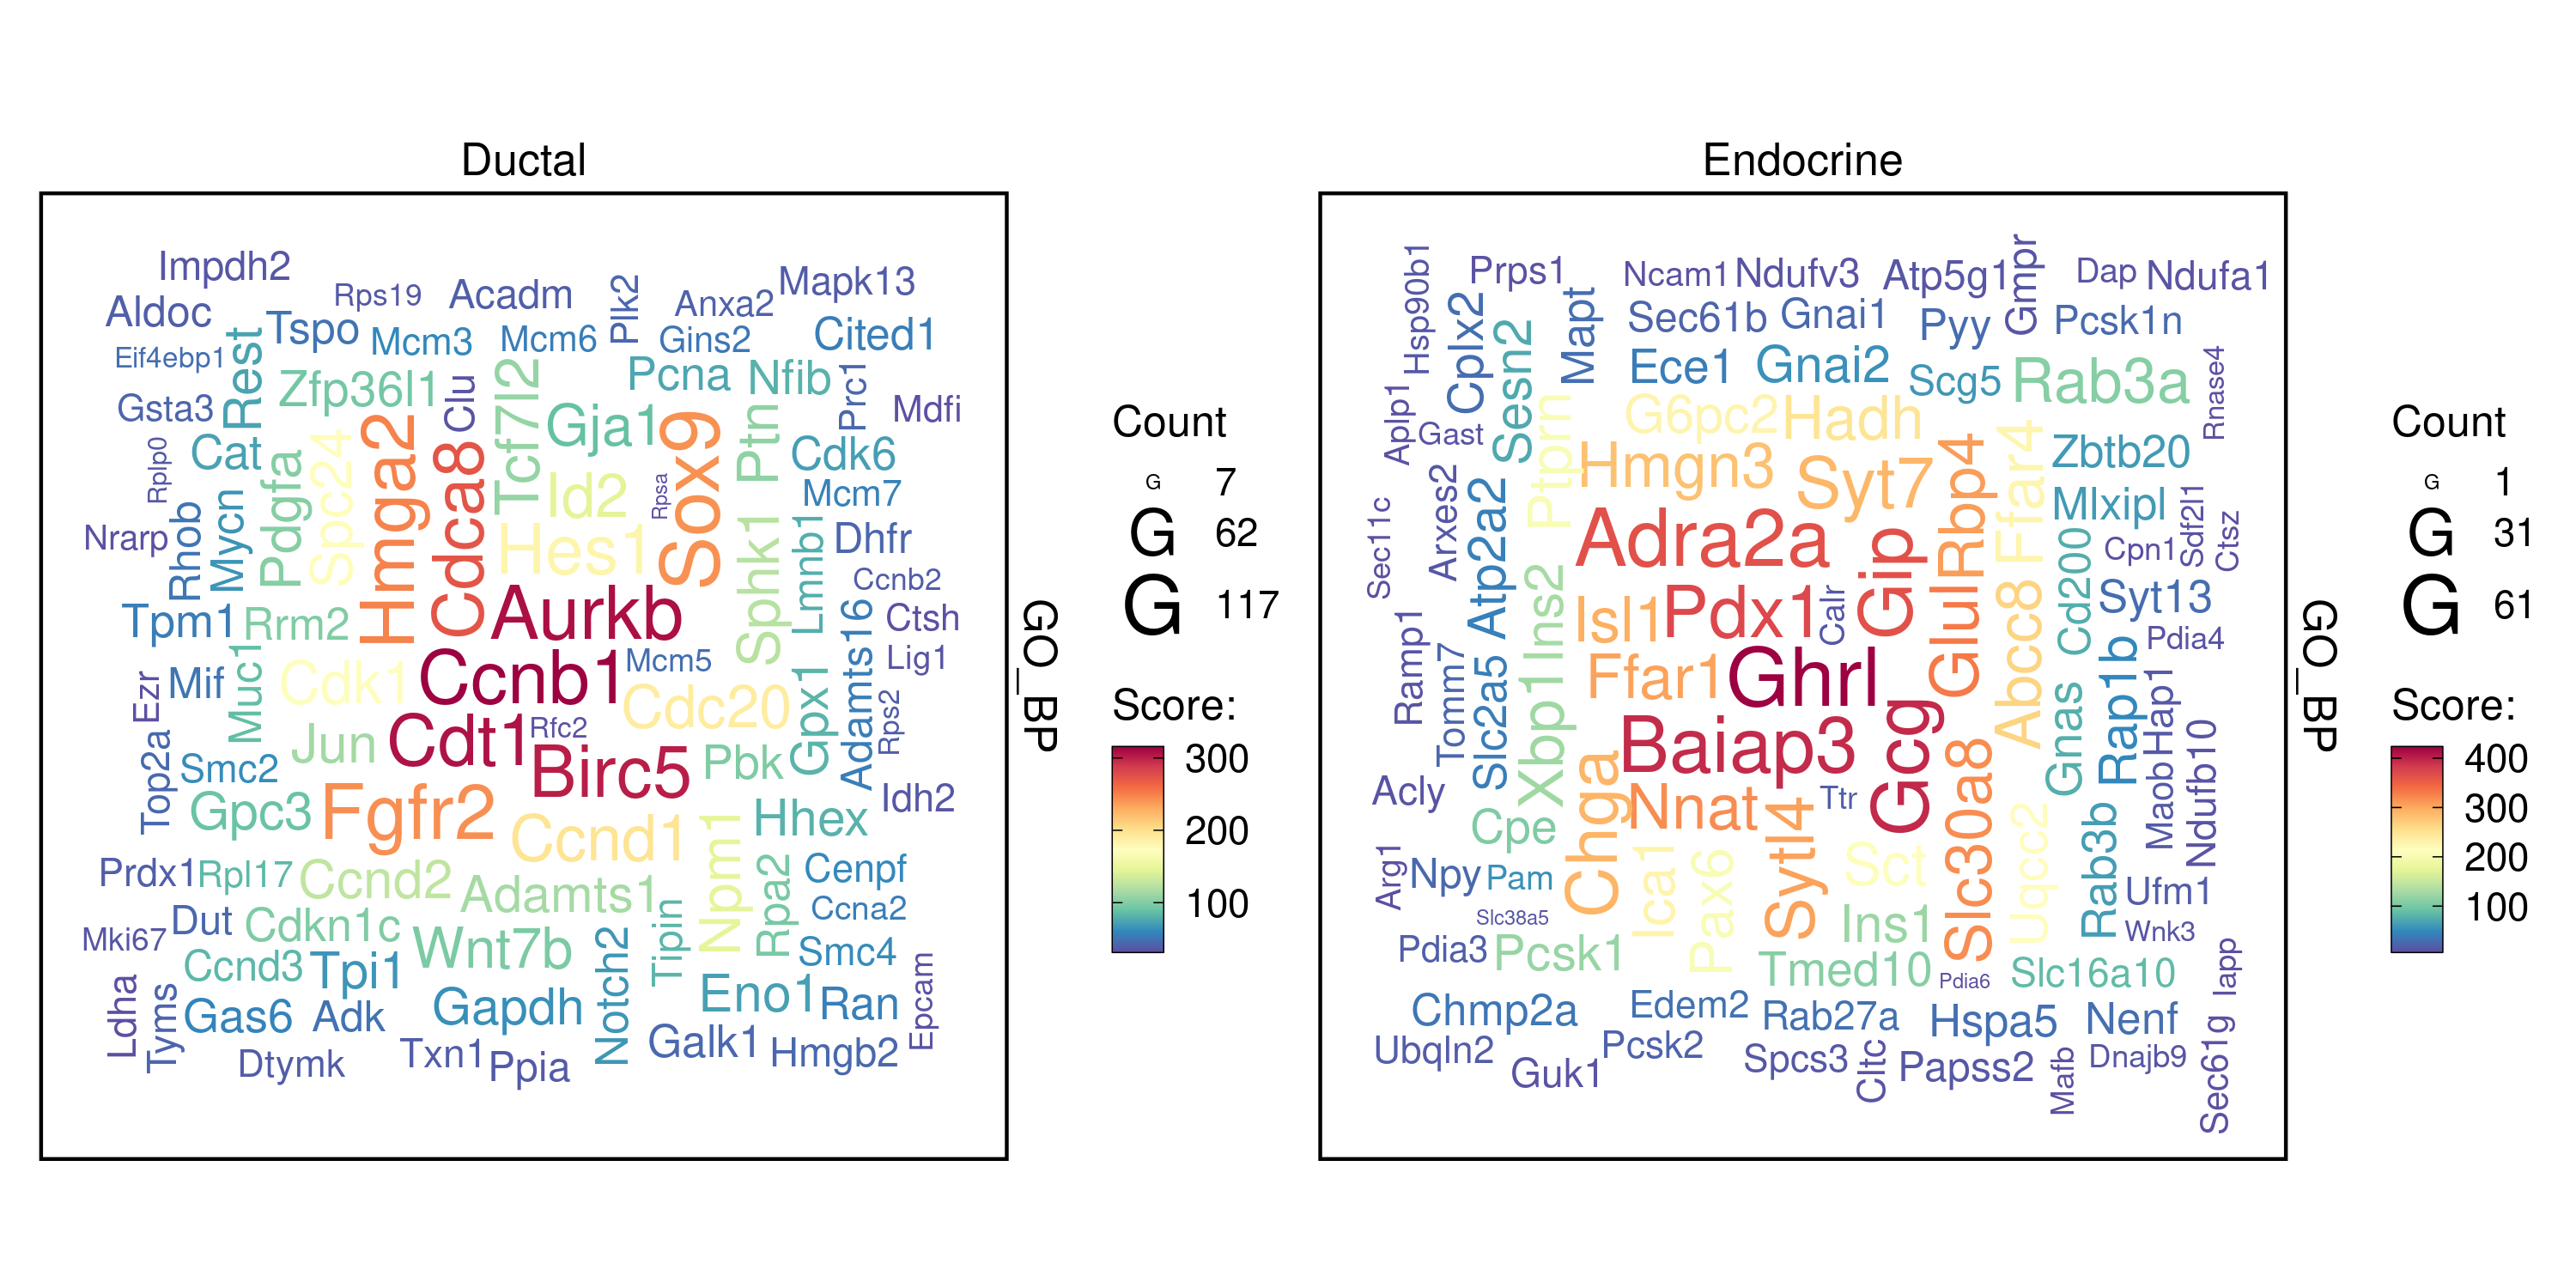 Ductal
Impdh2
Rps19
Acadm
Plk2
Anxa2
Mapk13
Aldoc
Tspo
Mcm3
Mcm6
Gins2
Cited1
Eif4ebp1
Rest
Zfp36l1
Clu
Tcf7l2
Pcna
Nfib
Prc1
Gsta3
Gja1
Mdfi
Rplp0
Cat
Pdgfa
Spc24
Hmga2
Cdca8
Id2
Rpsa
Sox9
Ptn
Cdk6
Mcm7
Nrarp
Rhob
Mycn
Hes1
Sphk1
Lmnb1
Dhfr
Ccnb2
Tpm1
Rrm2
Aurkb
Adamts16
Ctsh
Ezr
Mif
Muc1
Cdk1
Ccnb1
Mcm5
Cdc20
Gpx1
Lig1
Rps2
Top2a
Smc2
Jun
Cdt1
Rfc2
Birc5
Pbk
Idh2
Gpc3
Fgfr2
Ccnd1
Npm1
Hhex
Prdx1
Rpl17
Ccnd2
Adamts1
Rpa2
Cenpf
Ccna2
Mki67
Dut
Cdkn1c
Wnt7b
Notch2
Tipin
Smc4
Ccnd3
Tpi1
Ldha
Tyms
Gas6
Adk
Gapdh
Eno1
Ran
Epcam
Dtymk
Txn1
Ppia
Galk1
Hmgb2
GO_BP
Count
G 7
G 62
G 117
Score:
300
200
100
Endocrine
Hsp90b1
Prps1
Ncam1
Ndufv3
Atp5g1
Gmpr
Dap
Ndufa1
Cplx2
Sesn2
Mapt
Sec61b
Gnai1
Pyy
Pcsk1n
Ece1
Gnai2
Scg5
Rab3a
Rnase4
Aplp1
Gast
Ptprn
G6pc2
Hadh
Hmgn3
Syt7
Rbp4
Ffar4
Zbtb20
Sec11c
Arxes2
Atp2a2
Adra2a
Gip
Glul
Mlxipl
Sdf2l1
Ctsz
Cd200
Cpn1
Ins2
Isl1
Pdx1
Calr
Syt13
Pdia4
Ramp1
Tomm7
Slc2a5
Xbp1
Ffar1
Ghrl
Abcc8
Gnas
Rap1b
Hap1
Baiap3
Gcg
Ndufb10
Acly
Cpe
Chga
Nnat
Sytl4
Ttr
Slc30a8
Uqcc2
Rab3b
Maob
Arg1
Npy
Pam
Ica1
Pax6
Sct
Ufm1
Slc38a5
Ins1
Wnk3
Pdia3
Pcsk1
Tmed10
Pdia6
Slc16a10
Iapp
Chmp2a
Edem2
Rab27a
Hspa5
Nenf
Ubqln2
Guk1
Pcsk2
Spcs3
Cltc
Papss2
Mafb
Dnajb9
Sec61g
GO_BP
Count
G 1
G 31
G 61
Score:
400
300
200
100